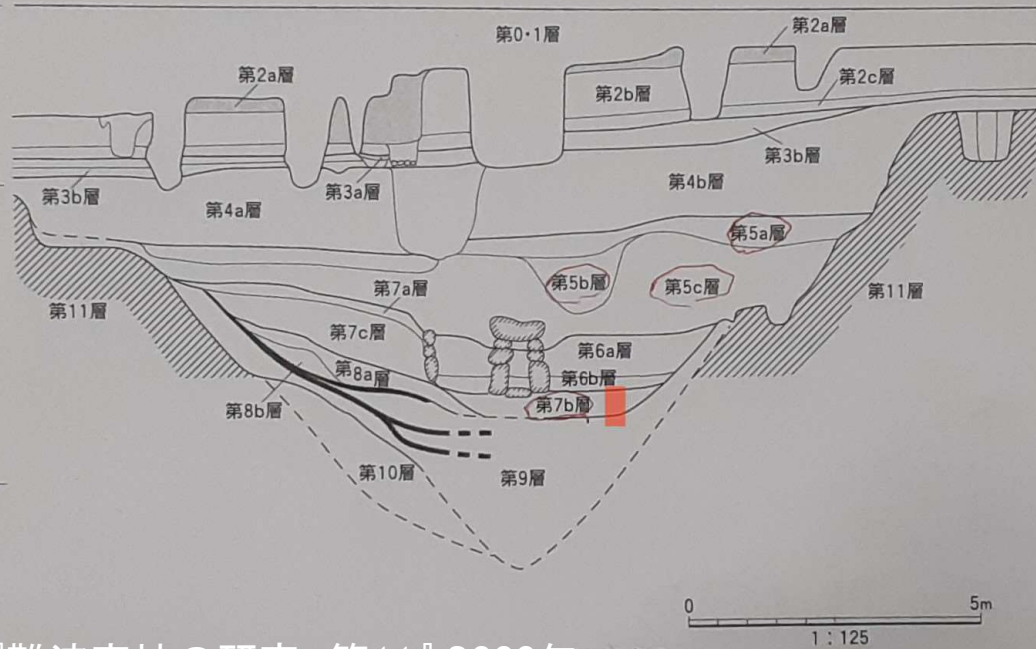 第0・1層
第2a層
第2a層
第2b層
第2c層
第3b層
第3a層
第3b層
第4a層
第4b層
第5a層
第5b層
第5c層
第7a層
第11層
第11層
第7c層
第6a層
第8a層
第6b層
第7b層
第8b層
第10層
第9層
0 5m
1:125